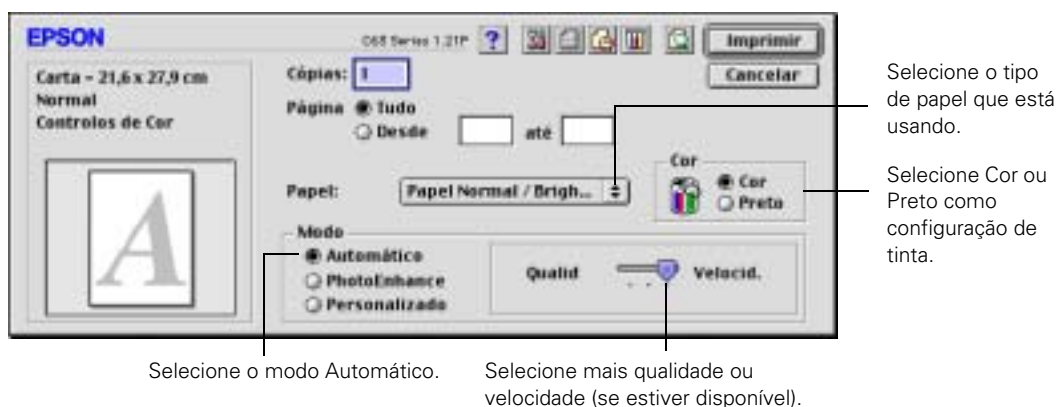 EPSON
C65 Series 1.21P
?
Imprimir
Carta - 21,6 x 27,9 cm
Normal
Controlos de Cor
Cópias: 1
Cancelar
Página
Tudo
Desde
até
Papel: Papel Normal / Brigh...
Cor
Cor
Preto
Modo
Automático
PhotoEnhance
Personalizado
Qualid
Velocid.
A
Selecione o tipo
de papel que está
usando.
Selecione Cor ou
Preto como
configuração de
tinta.
Selecione o modo Automático.
Selecione mais qualidade ou
velocidade (se estiver disponível).